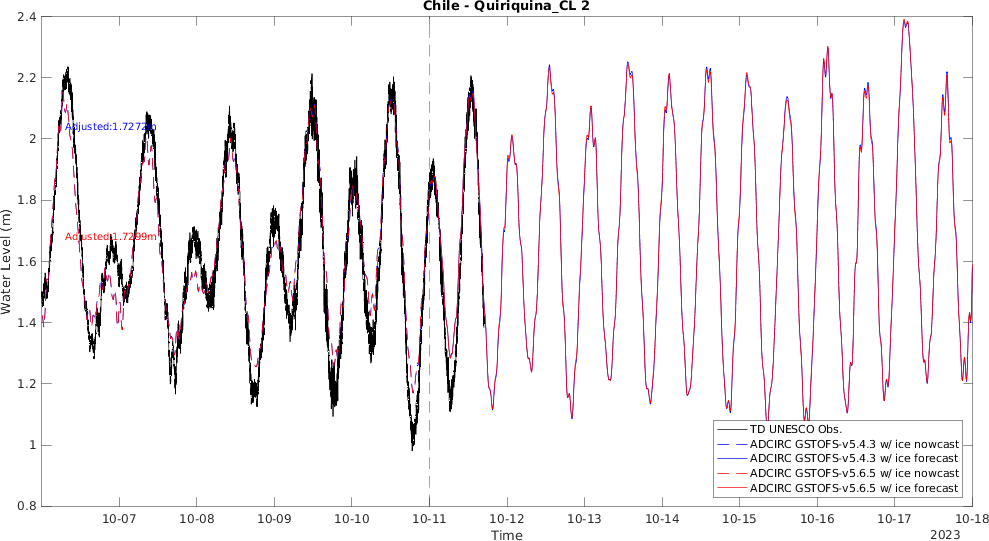 Chile - Quiriquina_CL 2
2.4
2.2
2
1.8
1.6
1.4
1.2
1
0.8
Water Level (m)
Adjusted:1.7272m
Adjusted:1.7299m
TD UNESCO Obs.
ADCIRC GSTOFS-v5.4.3 w/ ice nowcast
ADCIRC GSTOFS-v5.4.3 w/ ice forecast
ADCIRC GSTOFS-v5.6.5 w/ ice nowcast
ADCIRC GSTOFS-v5.6.5 w/ ice forecast
10-07 10-08 10-09 10-10 10-11 10-12 10-13 10-14 10-15 10-16 10-17 10-18
Time
2023